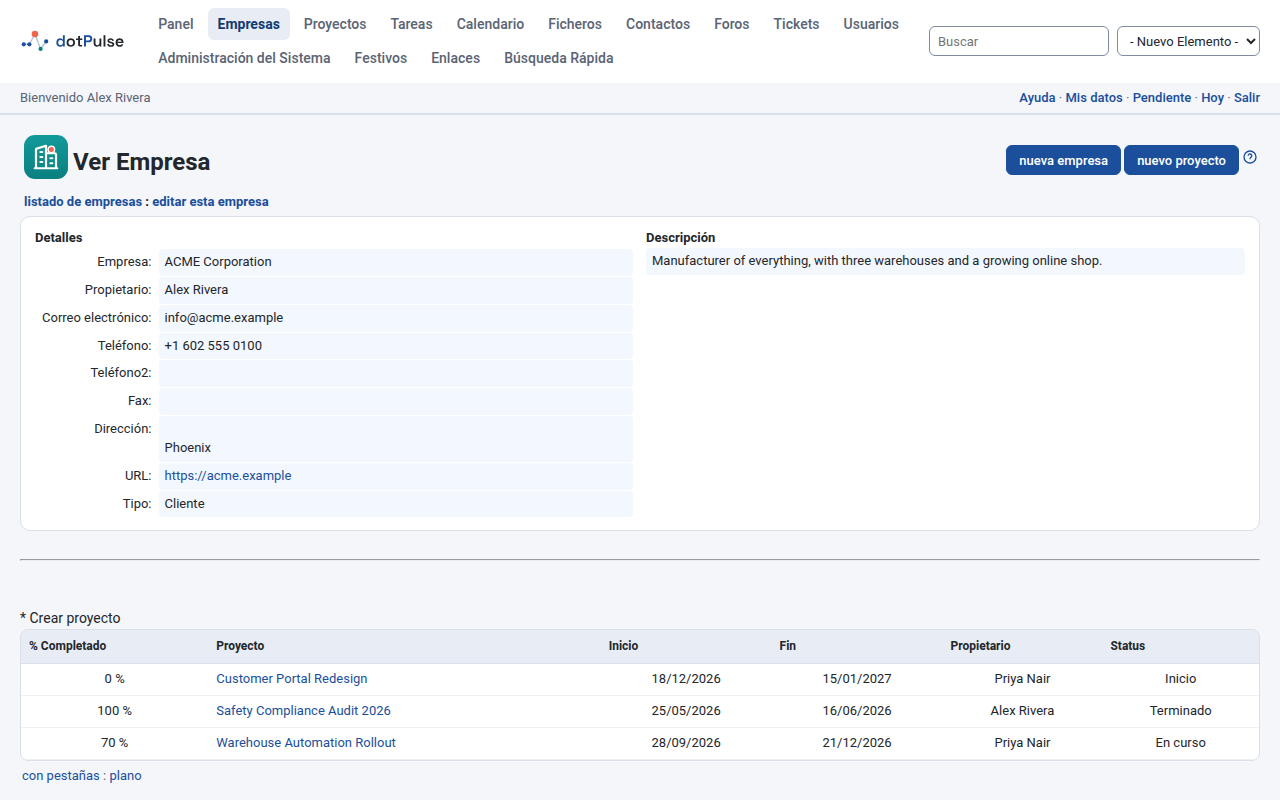 dotPulse
Panel Empresas Proyectos Tareas Calendario Ficheros Contactos Foros Tickets Usuarios
Administración del Sistema Festivos Enlaces Búsqueda Rápida
Buscar
- Nuevo Elemento -
Bienvenido Alex Rivera
Ayuda · Mis datos · Pendiente · Hoy · Salir
Ver Empresa
nueva empresa nuevo proyecto
listado de empresas : editar esta empresa
Detalles
Empresa: ACME Corporation
Propietario: Alex Rivera
Correo electrónico: info@acme.example
Teléfono: +1 602 555 0100
Teléfono2:
Fax:
Dirección:
Phoenix
URL: https://acme.example
Tipo: Cliente
Descripción
Manufacturer of everything, with three warehouses and a growing online shop.
* Crear proyecto
% Completado Proyecto Inicio Fin Propietario Status
0 % Customer Portal Redesign 18/12/2026 15/01/2027 Priya Nair Inicio
100 % Safety Compliance Audit 2026 25/05/2026 16/06/2026 Alex Rivera Terminado
70 % Warehouse Automation Rollout 28/09/2026 21/12/2026 Priya Nair En curso
con pestañas : plano